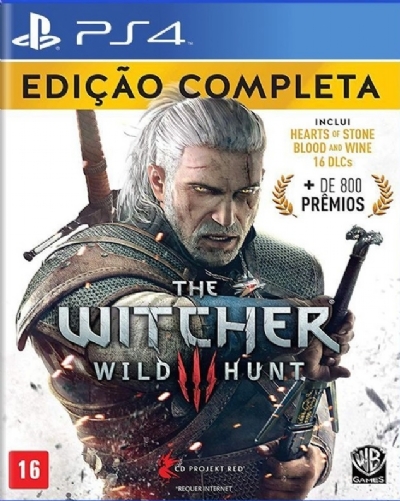 PS4
EDIÇÃO COMPLETA
INCLUI
HEARTS OF STONE
BLOOD AND WINE
16 DLCs
+ DE 800
PRÊMIOS
THE
WITCHER
III
WILD HUNT
16
CD PROJEKT RED®
*REQUER INTERNET
WB
GAMES